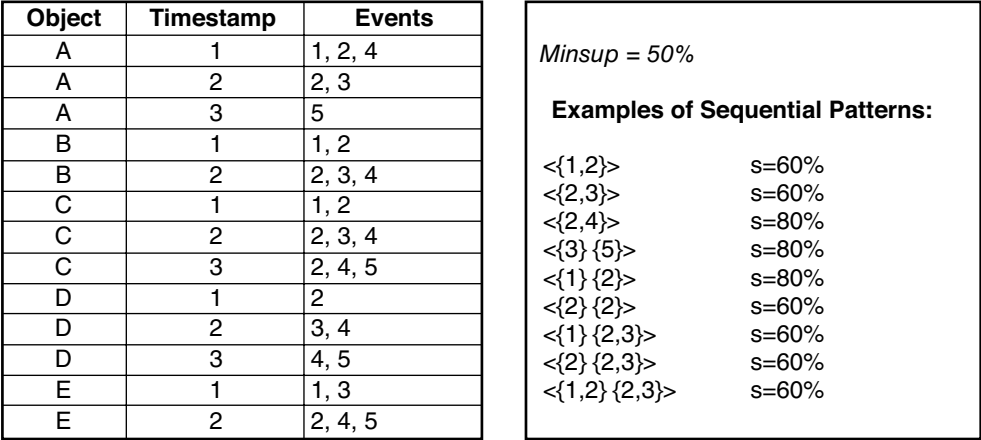 Object Timestamp Events
A 1 1, 2, 4
A 2 2, 3
A 3 5
B 1 1, 2
B 2 2, 3, 4
C 1 1, 2
C 2 2, 3, 4
C 3 2, 4, 5
D 1 2
D 2 3, 4
D 3 4, 5
E 1 1, 3
E 2 2, 4, 5
Minsup = 50%
Examples of Sequential Patterns:
<{1,2}> s=60%
<{2,3}> s=60%
<{2,4}> s=80%
<{3} {5}> s=80%
<{1} {2}> s=80%
<{2} {2}> s=60%
<{1} {2,3}> s=60%
<{2} {2,3}> s=60%
<{1,2} {2,3}> s=60%